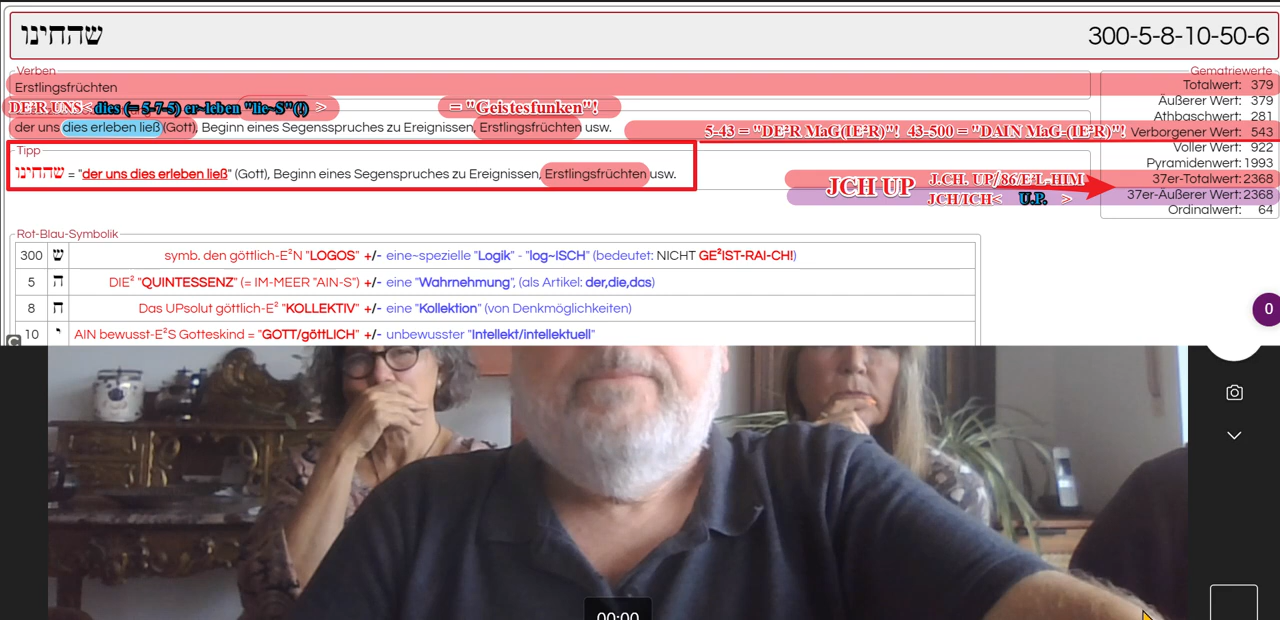 שהחינו 300-5-8-10-50-6
Verben
Erstlingsfrüchten
DE²R UNS< dies (= 5-7-5) er~leben "lie~S"(!) > = "Geistesfunken"!
der uns dies erleben ließ (Gott), Beginn eines Segensspruches zu Ereignissen, Erstlingsfrüchten usw.
5-43 = "DE²R MaG(IE²R)"! 43-500 = "DAIN MaG-(IE²R)"!
Tipp
שהחינו = "der uns dies erleben ließ" (Gott), Beginn eines Segenspruches zu Ereignissen, Erstlingsfrüchten usw.
JCH UP J.CH. UP/86/E²L-HIM
JCH/ICH< U.P. >
Gematriewerte
Totalwert: 379
Äußerer Wert: 379
Athbaschwert: 281
Verborgener Wert: 543
Voller Wert: 922
Pyramidenwert: 1993
37er-Totalwert: 2368
37er-Äußerer Wert: 2368
Ordinalwert: 64
Rot-Blau-Symbolik
300 ש symb. den göttlich-E²N "LOGOS" +/- eine~spezielle "Logik" - "log~ISCH" (bedeutet: NICHT GE²IST-RAI-CH!)
5 ה DIE² "QUINTESSENZ" (= IM-MEER "AIN-S") +/- eine "Wahrnehmung", (als Artikel: der,die,das)
8 ח Das UPsolut göttlich-E² "KOLLEKTIV" +/- eine "Kollektion" (von Denkmöglichkeiten)
10 י AIN bewusst-E²S Gotteskind = "GOTT/göttLICH" +/- unbewusster "Intellekt/intellektuell"
0
C
00:00